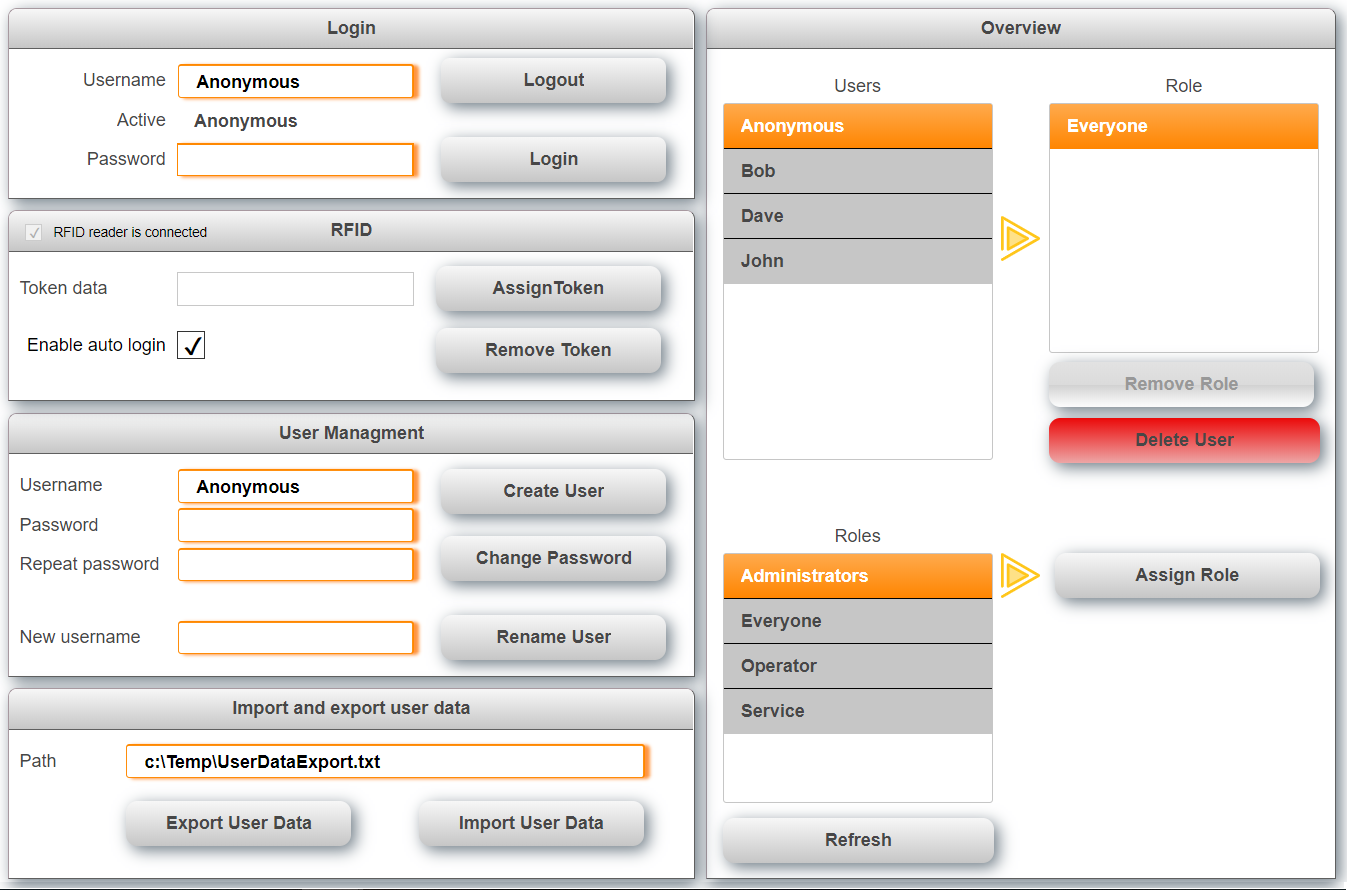 Login
Username
Anonymous
Logout
Active
Anonymous
Password
Login
RFID reader is connected
RFID
Token data
AssignToken
Enable auto login
Remove Token
User Managment
Username
Anonymous
Create User
Password
Repeat password
Change Password
New username
Rename User
Import and export user data
Path
c:\Temp\UserDataExport.txt
Export User Data
Import User Data
Overview
Users
Anonymous
Bob
Dave
John
Role
Everyone
Remove Role
Delete User
Roles
Administrators
Everyone
Operator
Service
Assign Role
Refresh